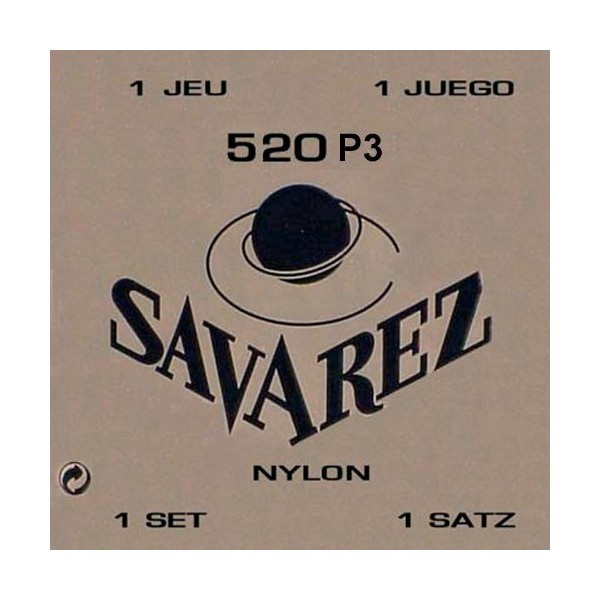 1 JEU 1 JUEGO
520 P3
SAVAREZ
NYLON
1 SET 1 SATZ